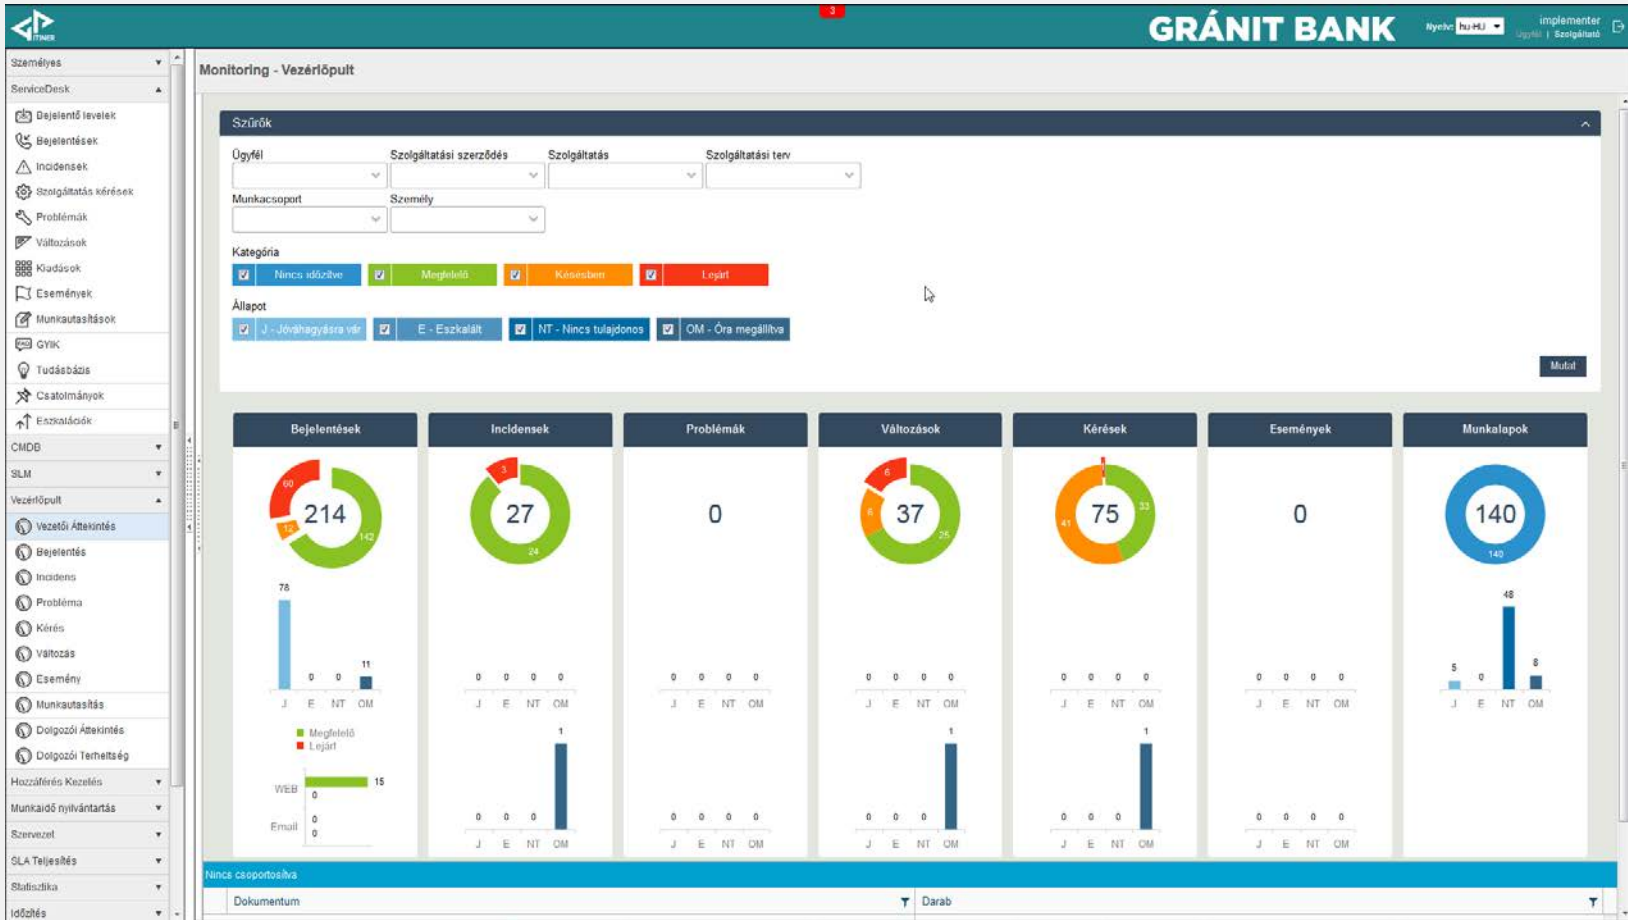 ITNER
3
GRÁNIT BANK
Nyelv: hu-HU
implementer
Ügyfél | Szolgáltató
Személyes
ServiceDesk
Bejelentő levelek
Bejelentések
Incidensek
Szolgáltatás kérések
Problémák
Változások
Kiadások
Események
Munkautasítások
FAQ GYIK
Tudásbázis
Csatolmányok
Eszkalációk
CMDB
SLM
Vezérlőpult
Vezetői Áttekintés
Bejelentés
Incidens
Probléma
Kérés
Változás
Esemény
Munkautasítás
Dolgozói Áttekintés
Dolgozói Terheltség
Hozzáférés Kezelés
Munkaidő nyilvántartás
Szervezet
SLA Teljesítés
Statisztika
Időzítés
Monitoring - Vezérlőpult
Szűrők
Ügyfél Szolgáltatási szerződés Szolgáltatás Szolgáltatási terv
Munkacsoport Személy
Kategória
Nincs időzítve Megfelelő Késésben Lejárt
Állapot
J - Jóváhagyásra vár E - Eszkalált NT - Nincs tulajdonos OM - Óra megállítva
Mutat
Bejelentések
60
214
12
142
78
0 0 11
J E NT OM
Megfelelő
Lejárt
WEB 15
0
Email 0
0
Incidensek
3
27
24
0 0 0 0
J E NT OM
1
0 0 0
J E NT OM
Problémák
0
0 0 0 0
J E NT OM
0 0 0 0
J E NT OM
Változások
6
37
6
25
0 0 0 0
J E NT OM
1
0 0 0
J E NT OM
Kérések
1
75
33
41
0 0 0 0
J E NT OM
1
0 0 0
J E NT OM
Események
0
0 0 0 0
J E NT OM
0 0 0 0
J E NT OM
Munkalapok
140
140
48
5 0 8
J E NT OM
Nincs csoportosítva
Dokumentum Darab